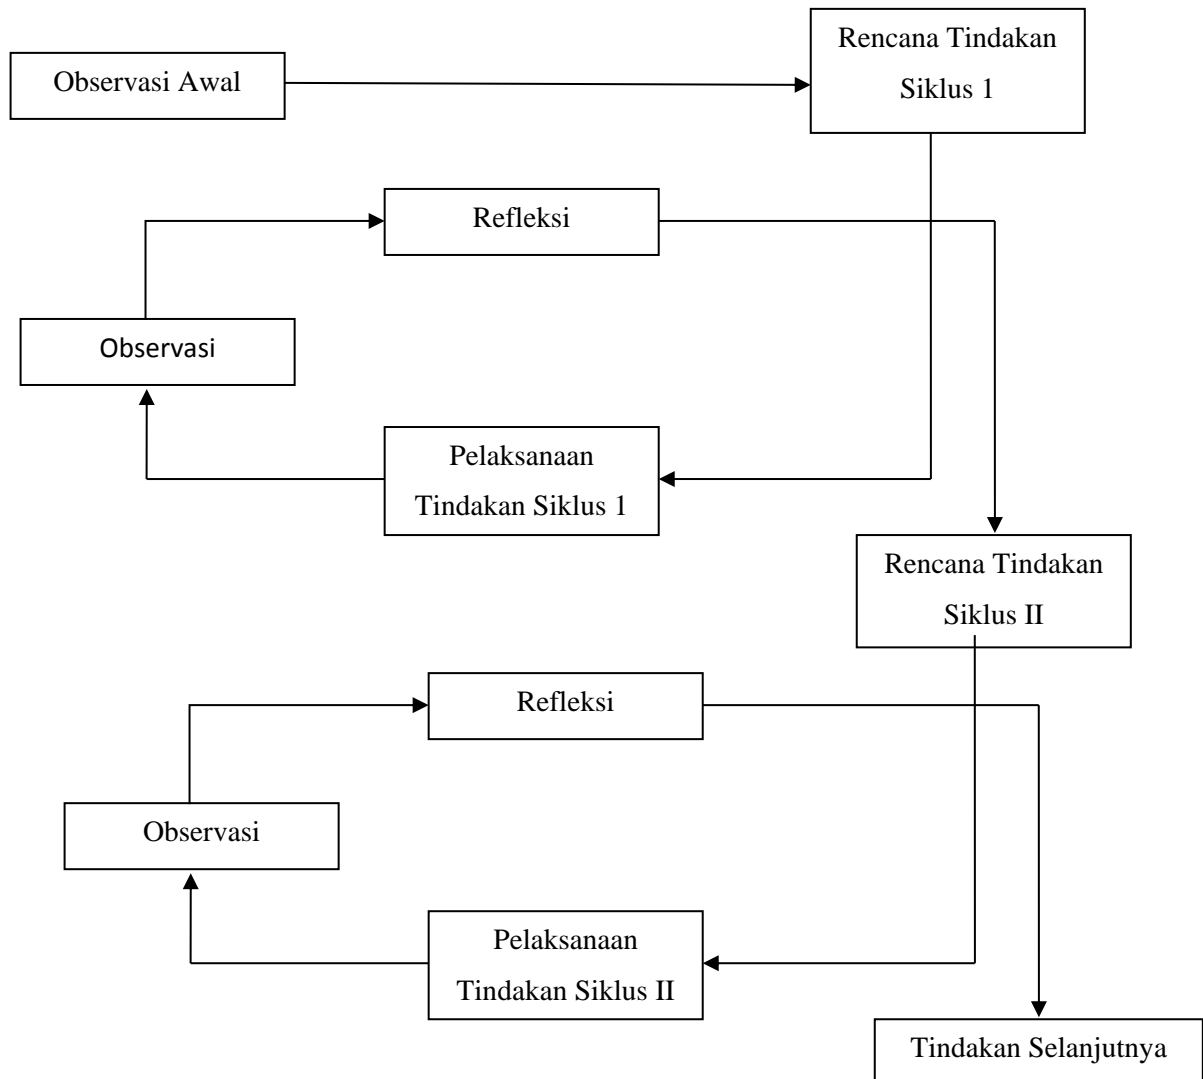 Observasi Awal
Rencana Tindakan
Siklus 1
Refleksi
Observasi
Pelaksanaan
Tindakan Siklus 1
Rencana Tindakan
Siklus II
Refleksi
Observasi
Pelaksanaan
Tindakan Siklus II
Tindakan Selanjutnya